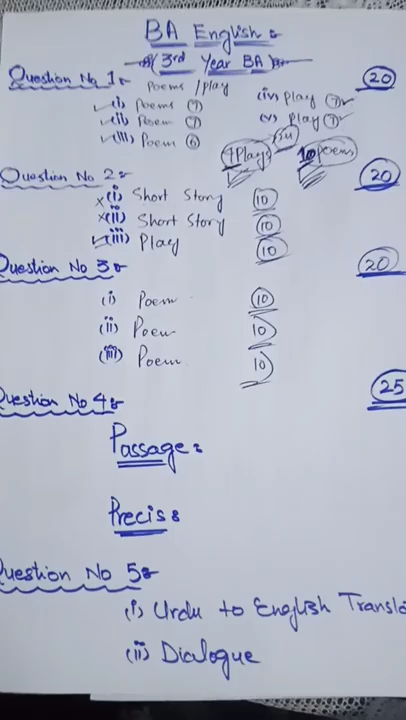 BA English:
(3rd Year BA)
Question No 1:
20
Poems / Play
(i) Poems 7
(iv) Play 7
(ii) Poem 7
(v) Play 7
(iii) Poem 6
Plays
10 poems
Question No 2:
20
(i) Short Story 10
(ii) Short Story 10
(iii) Play 10
Question No 3:
20
(i) Poem 10
(ii) Poem 10
(iii) Poem 10
Question No 4:
25
Passage:
Precis:
Question No 5:
(i) Urdu to English Transla
(ii) Dialogue